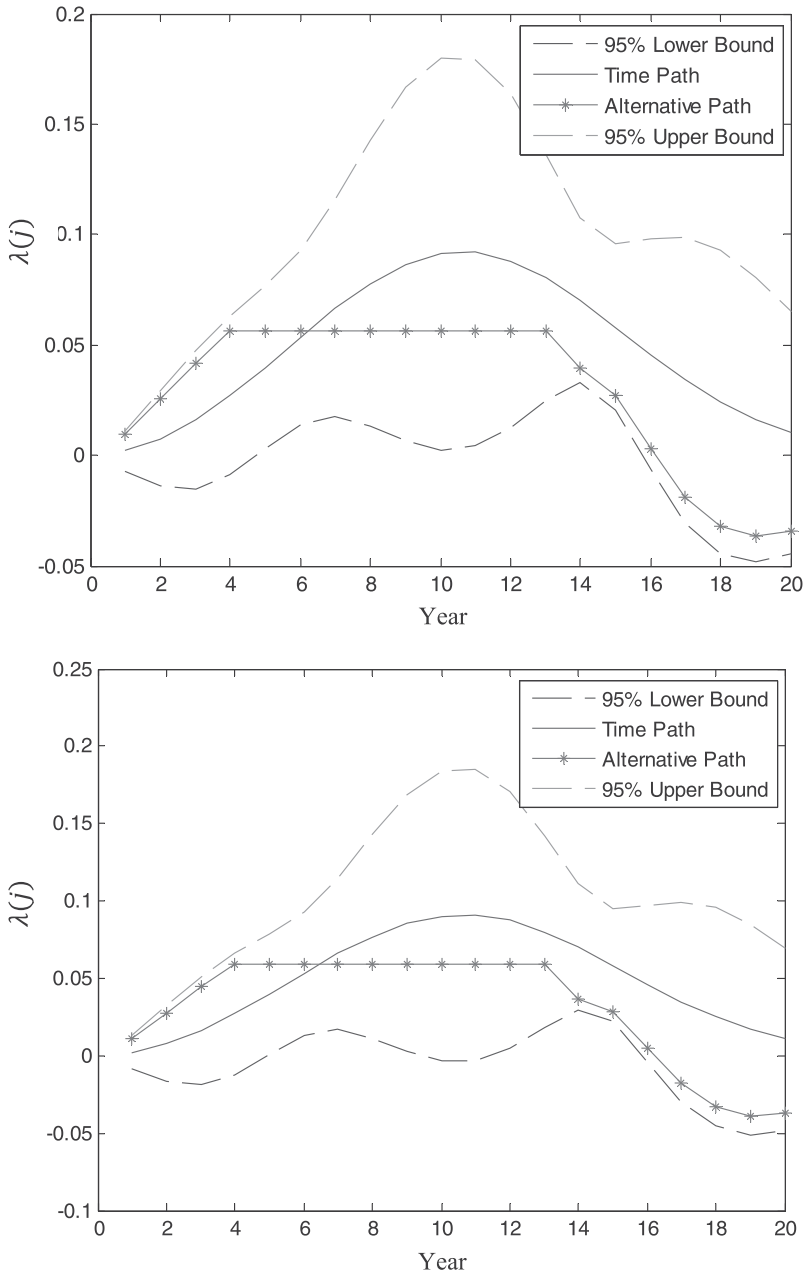 0.2
0.15
0.1
0.05
0
-0.05
λ(j)
95% Lower Bound
Time Path
Alternative Path
95% Upper Bound
0 2 4 6 8 10 12 14 16 18 20
Year
0.25
0.2
0.15
0.1
0.05
0
-0.05
-0.1
λ(j)
95% Lower Bound
Time Path
Alternative Path
95% Upper Bound
0 2 4 6 8 10 12 14 16 18 20
Year